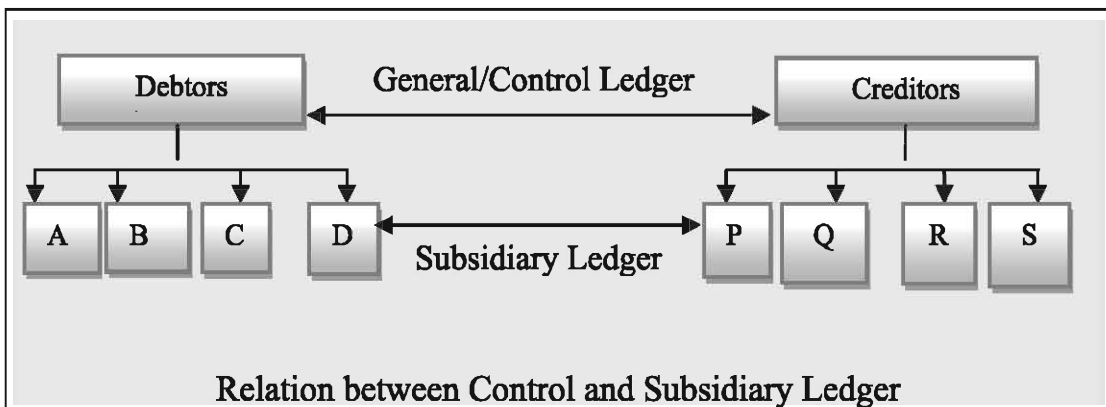 Debtors
General/Control Ledger
Creditors
A B C D
P Q R S
Subsidiary Ledger
Relation between Control and Subsidiary Ledger